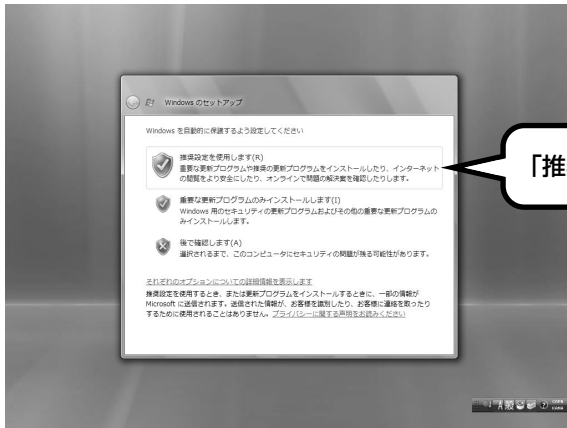 Windows のセットアップ
Windows を自動的に保護するよう設定してください
推奨設定を使用します(R)
重要な更新プログラムや推奨の更新プログラムをインストールしたり、インターネット
の閲覧をより安全にしたり、オンラインで問題の解決策を確認したりします。
「推
重要な更新プログラムのみインストールします(I)
Windows 用のセキュリティの更新プログラムおよびその他の重要な更新プログラムの
みインストールします。
後で確認します(A)
選択されるまで、このコンピュータにセキュリティの問題が残る可能性があります。
それぞれのオプションについての詳細情報を表示します
推奨設定を使用するとき、または更新プログラムをインストールするときに、一部の情報が
Microsoft に送信されます。送信された情報が、お客様を識別したり、お客様に連絡を取ったり
するために使用されることはありません。プライバシーに関する声明をお読みください
A 般
CAPS
KANA